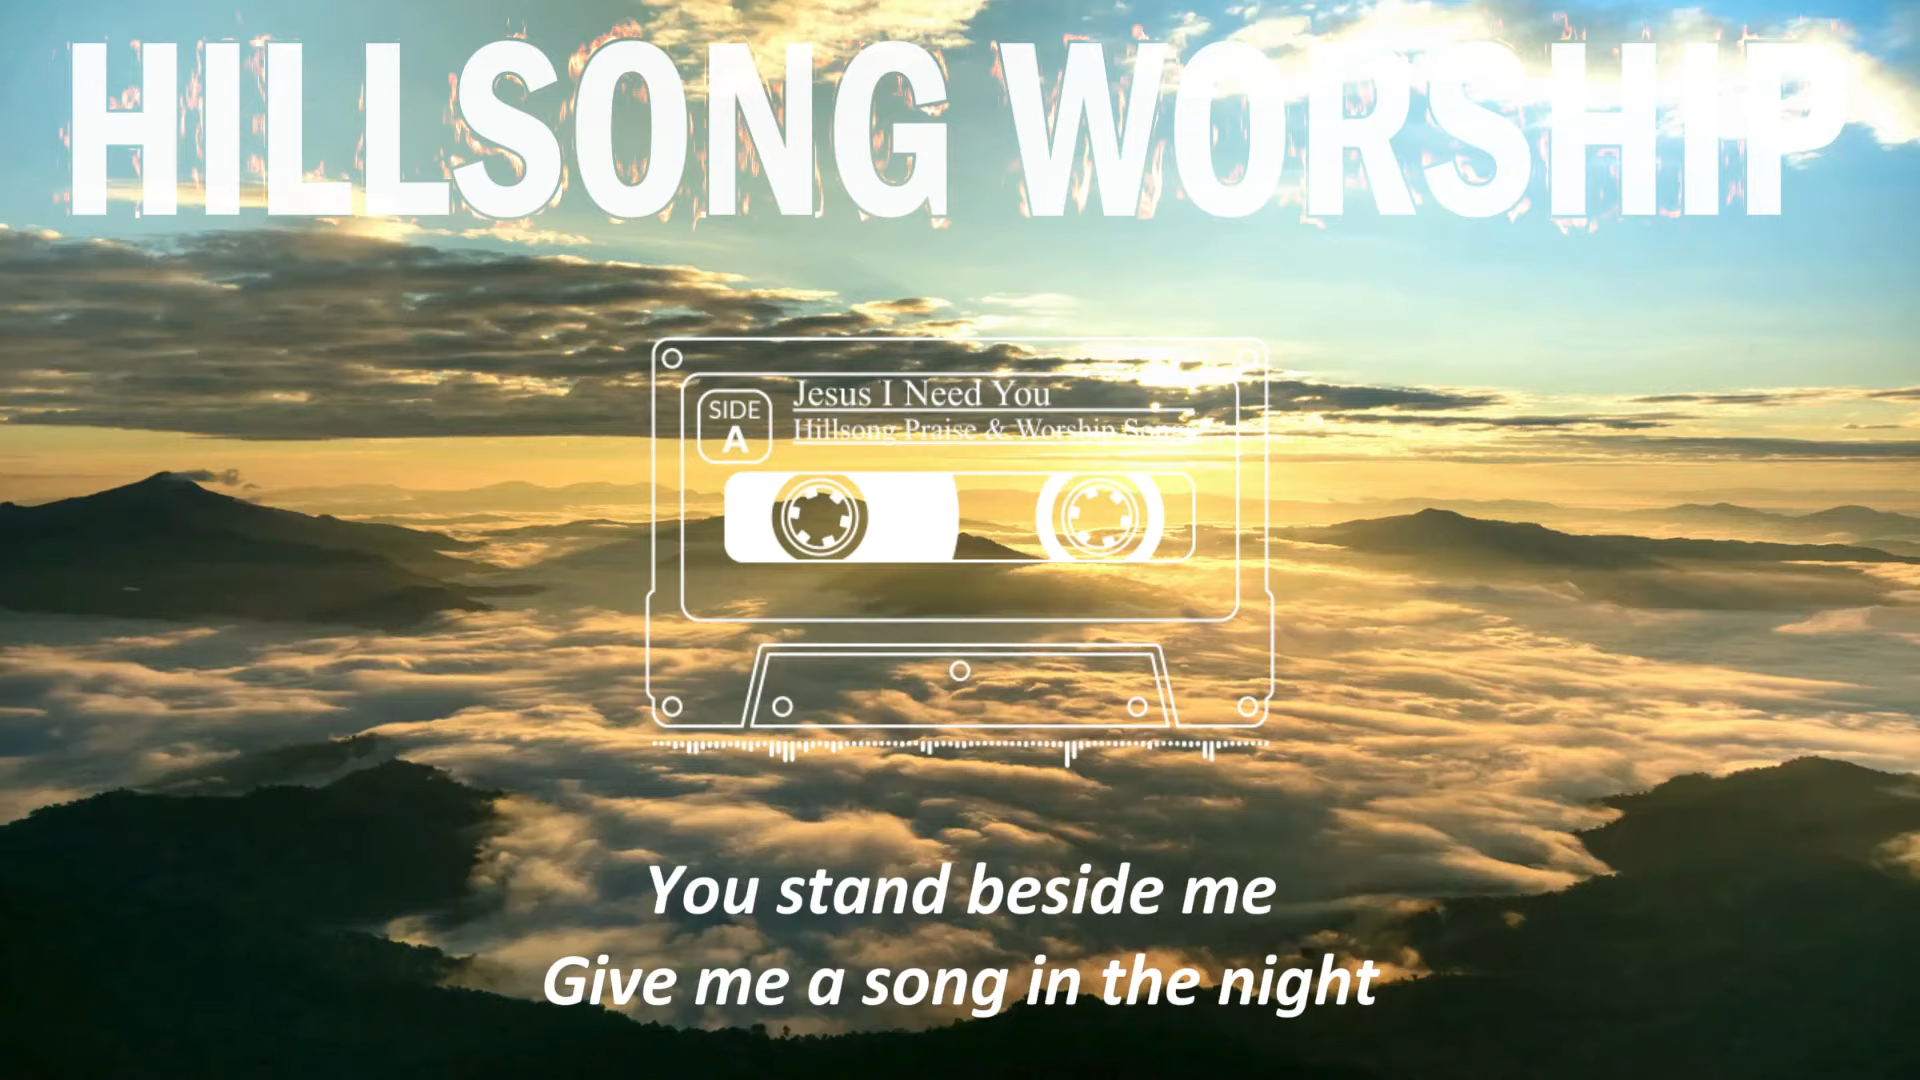 HILLSONG WORSHIP
Jesus I Need You
SIDE
A
Hillsong Praise & Worship Songs
You stand beside me
Give me a song in the night